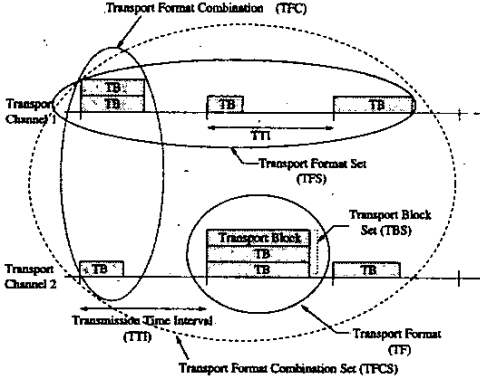 Transport Format Combination (TFC)
TB
Transport
Channel 1
TB
TB
TB
TTI
Transport Format Set
(TFS)
Transport Block
Set (TBS)
Transport Block
TB
Transport
Channel 2
TB
TB
TB
Transmission Time Interval
(TTI)
Transport Format
(TF)
Transport Format Combination Set (TFCS)